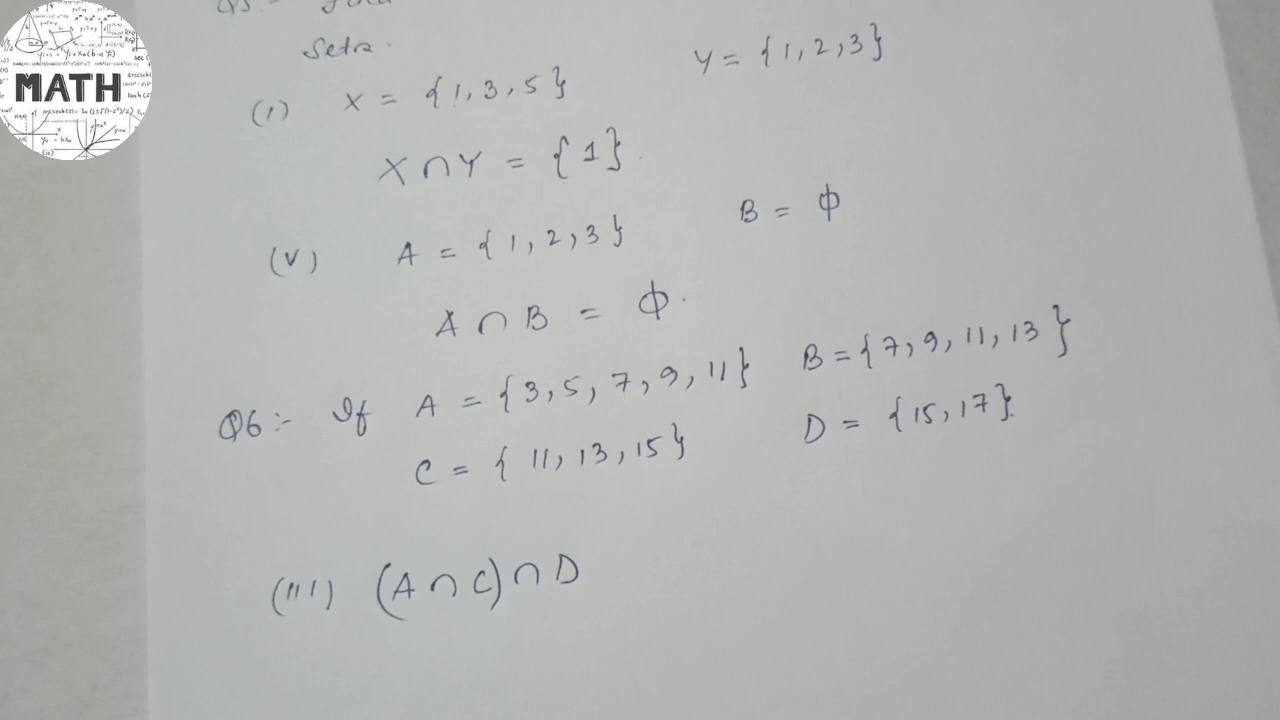 Sets.
(i) X = {1, 3, 5} Y = {1, 2, 3}
X ∩ Y = {1}.
(V) A = {1, 2, 3} B = ϕ
A ∩ B = ϕ.
Q6:- If A = {3, 5, 7, 9, 11} B = {7, 9, 11, 13}
C = {11, 13, 15} D = {15, 17}.
(iii) (A ∩ C) ∩ D
MATH